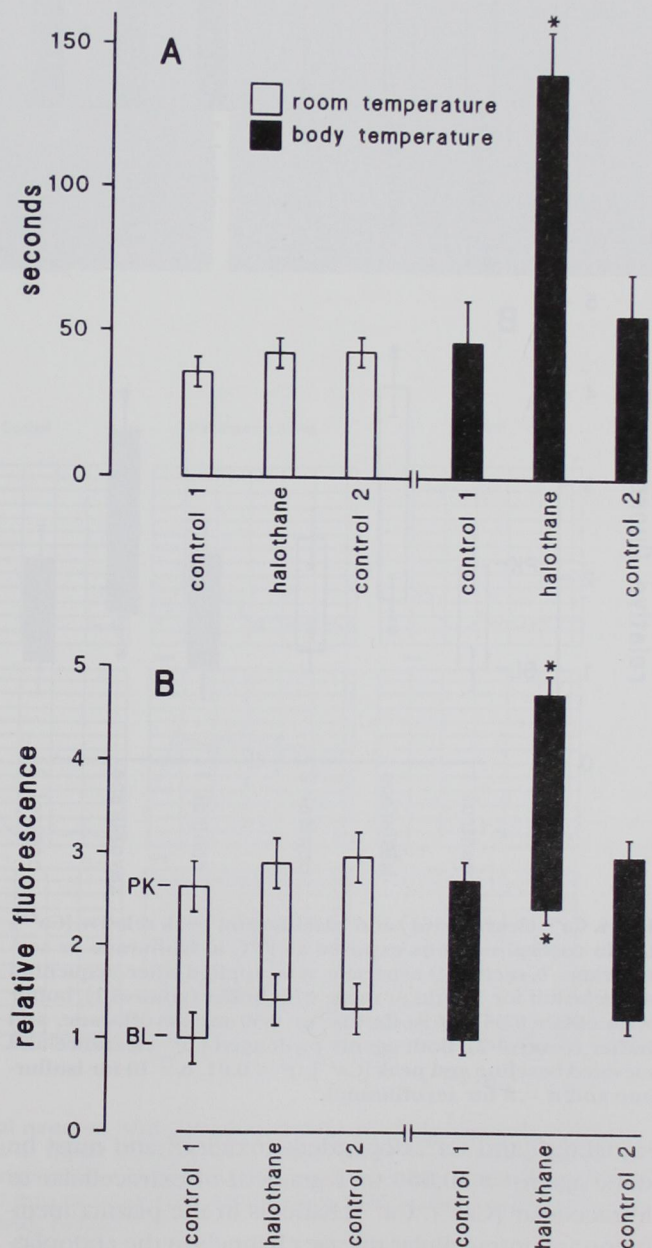 A
150
100
50
0
seconds
room temperature
body temperature
*
control 1
halothane
control 2
control 1
halothane
control 2
B
5
4
3
2
1
0
relative fluorescence
PK
BL
*
*
control 1
halothane
control 2
control 1
halothane
control 2